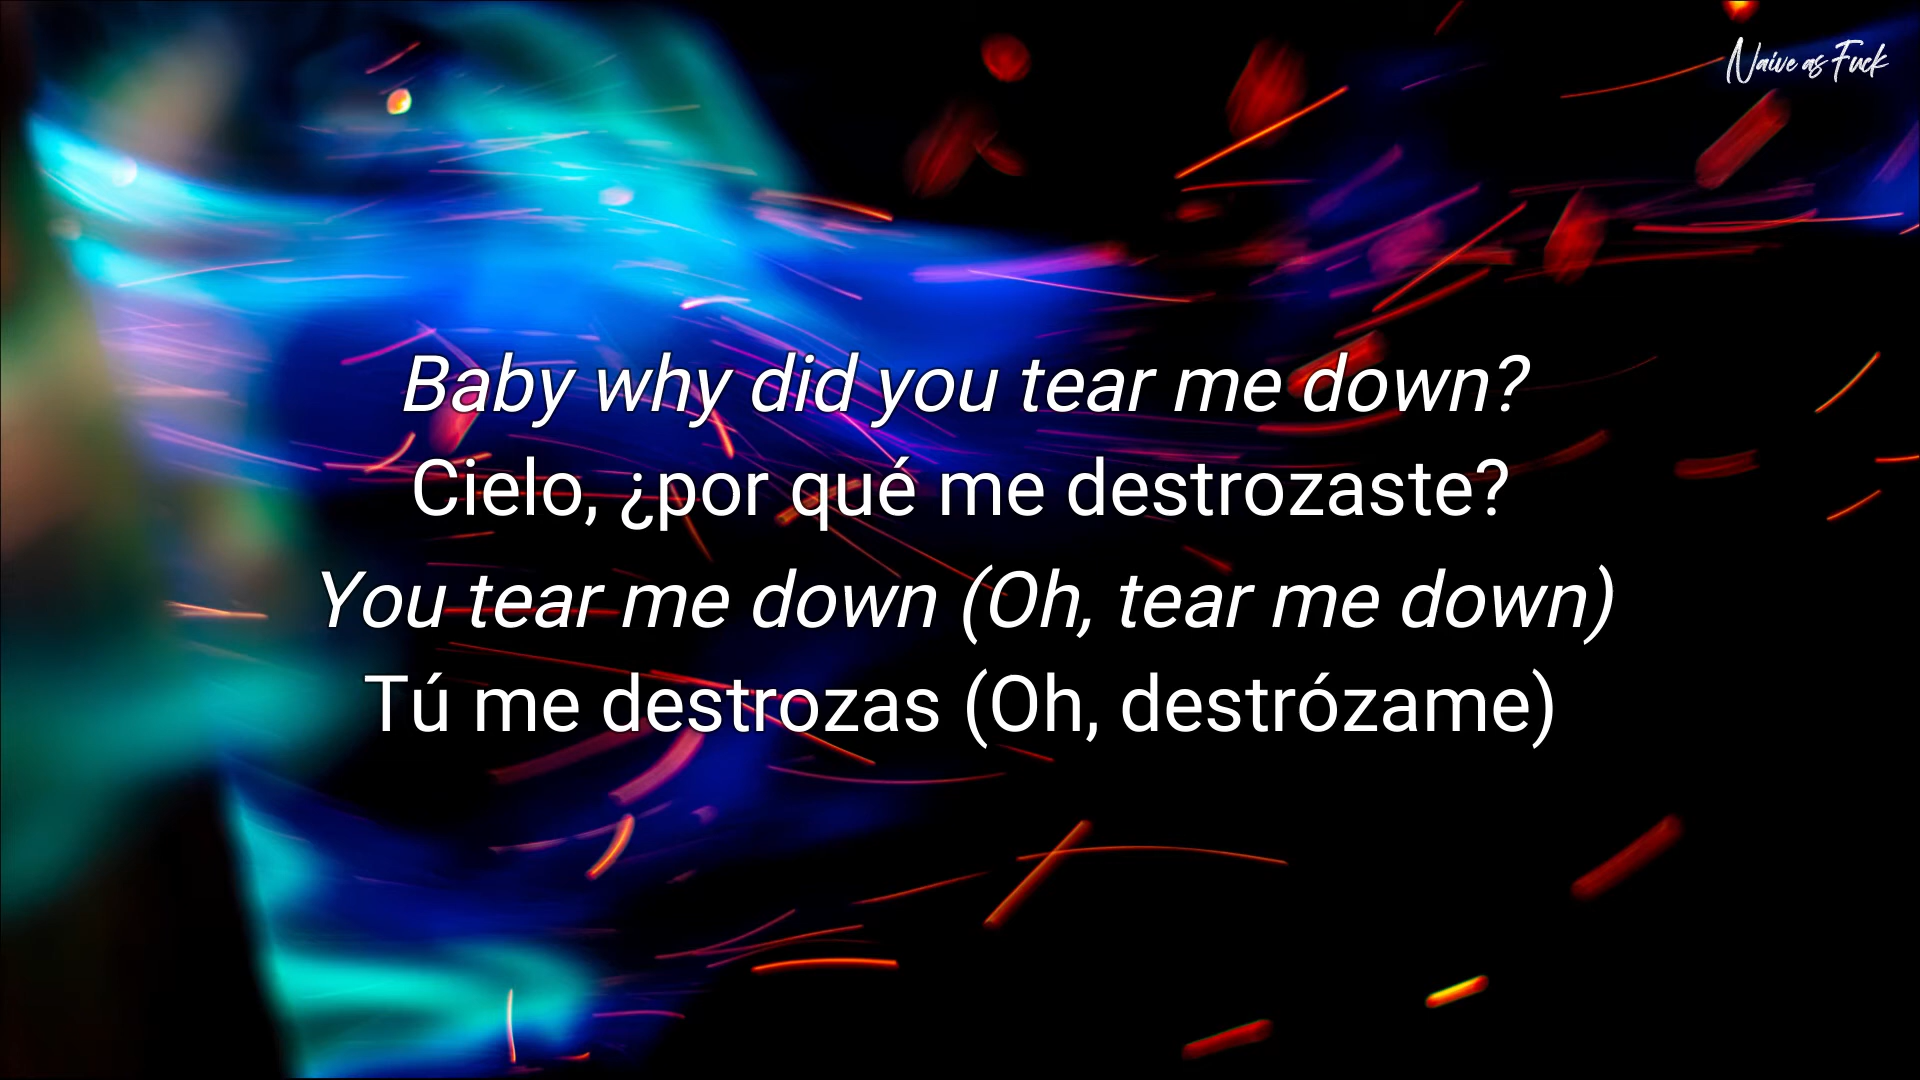 Naive as Fuck
Baby why did you tear me down?
Cielo, ¿por qué me destrozaste?
You tear me down (Oh, tear me down)
Tú me destrozas (Oh, destrózame)